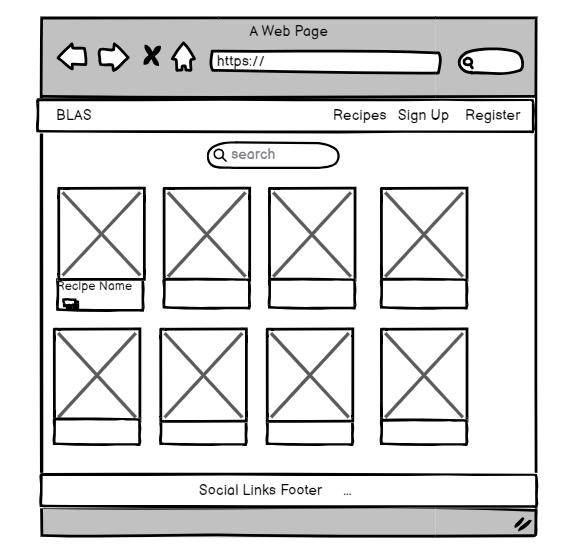 A Web Page
https://
BLAS Recipes Sign Up Register
search
Recipe Name
Social Links Footer ...